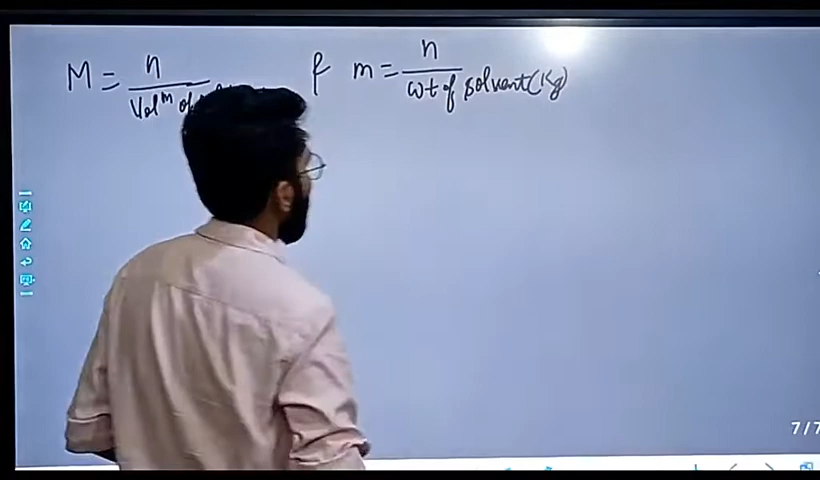 M = n / Vol^m of & m = n / wt of solvent (Kg)
7/7